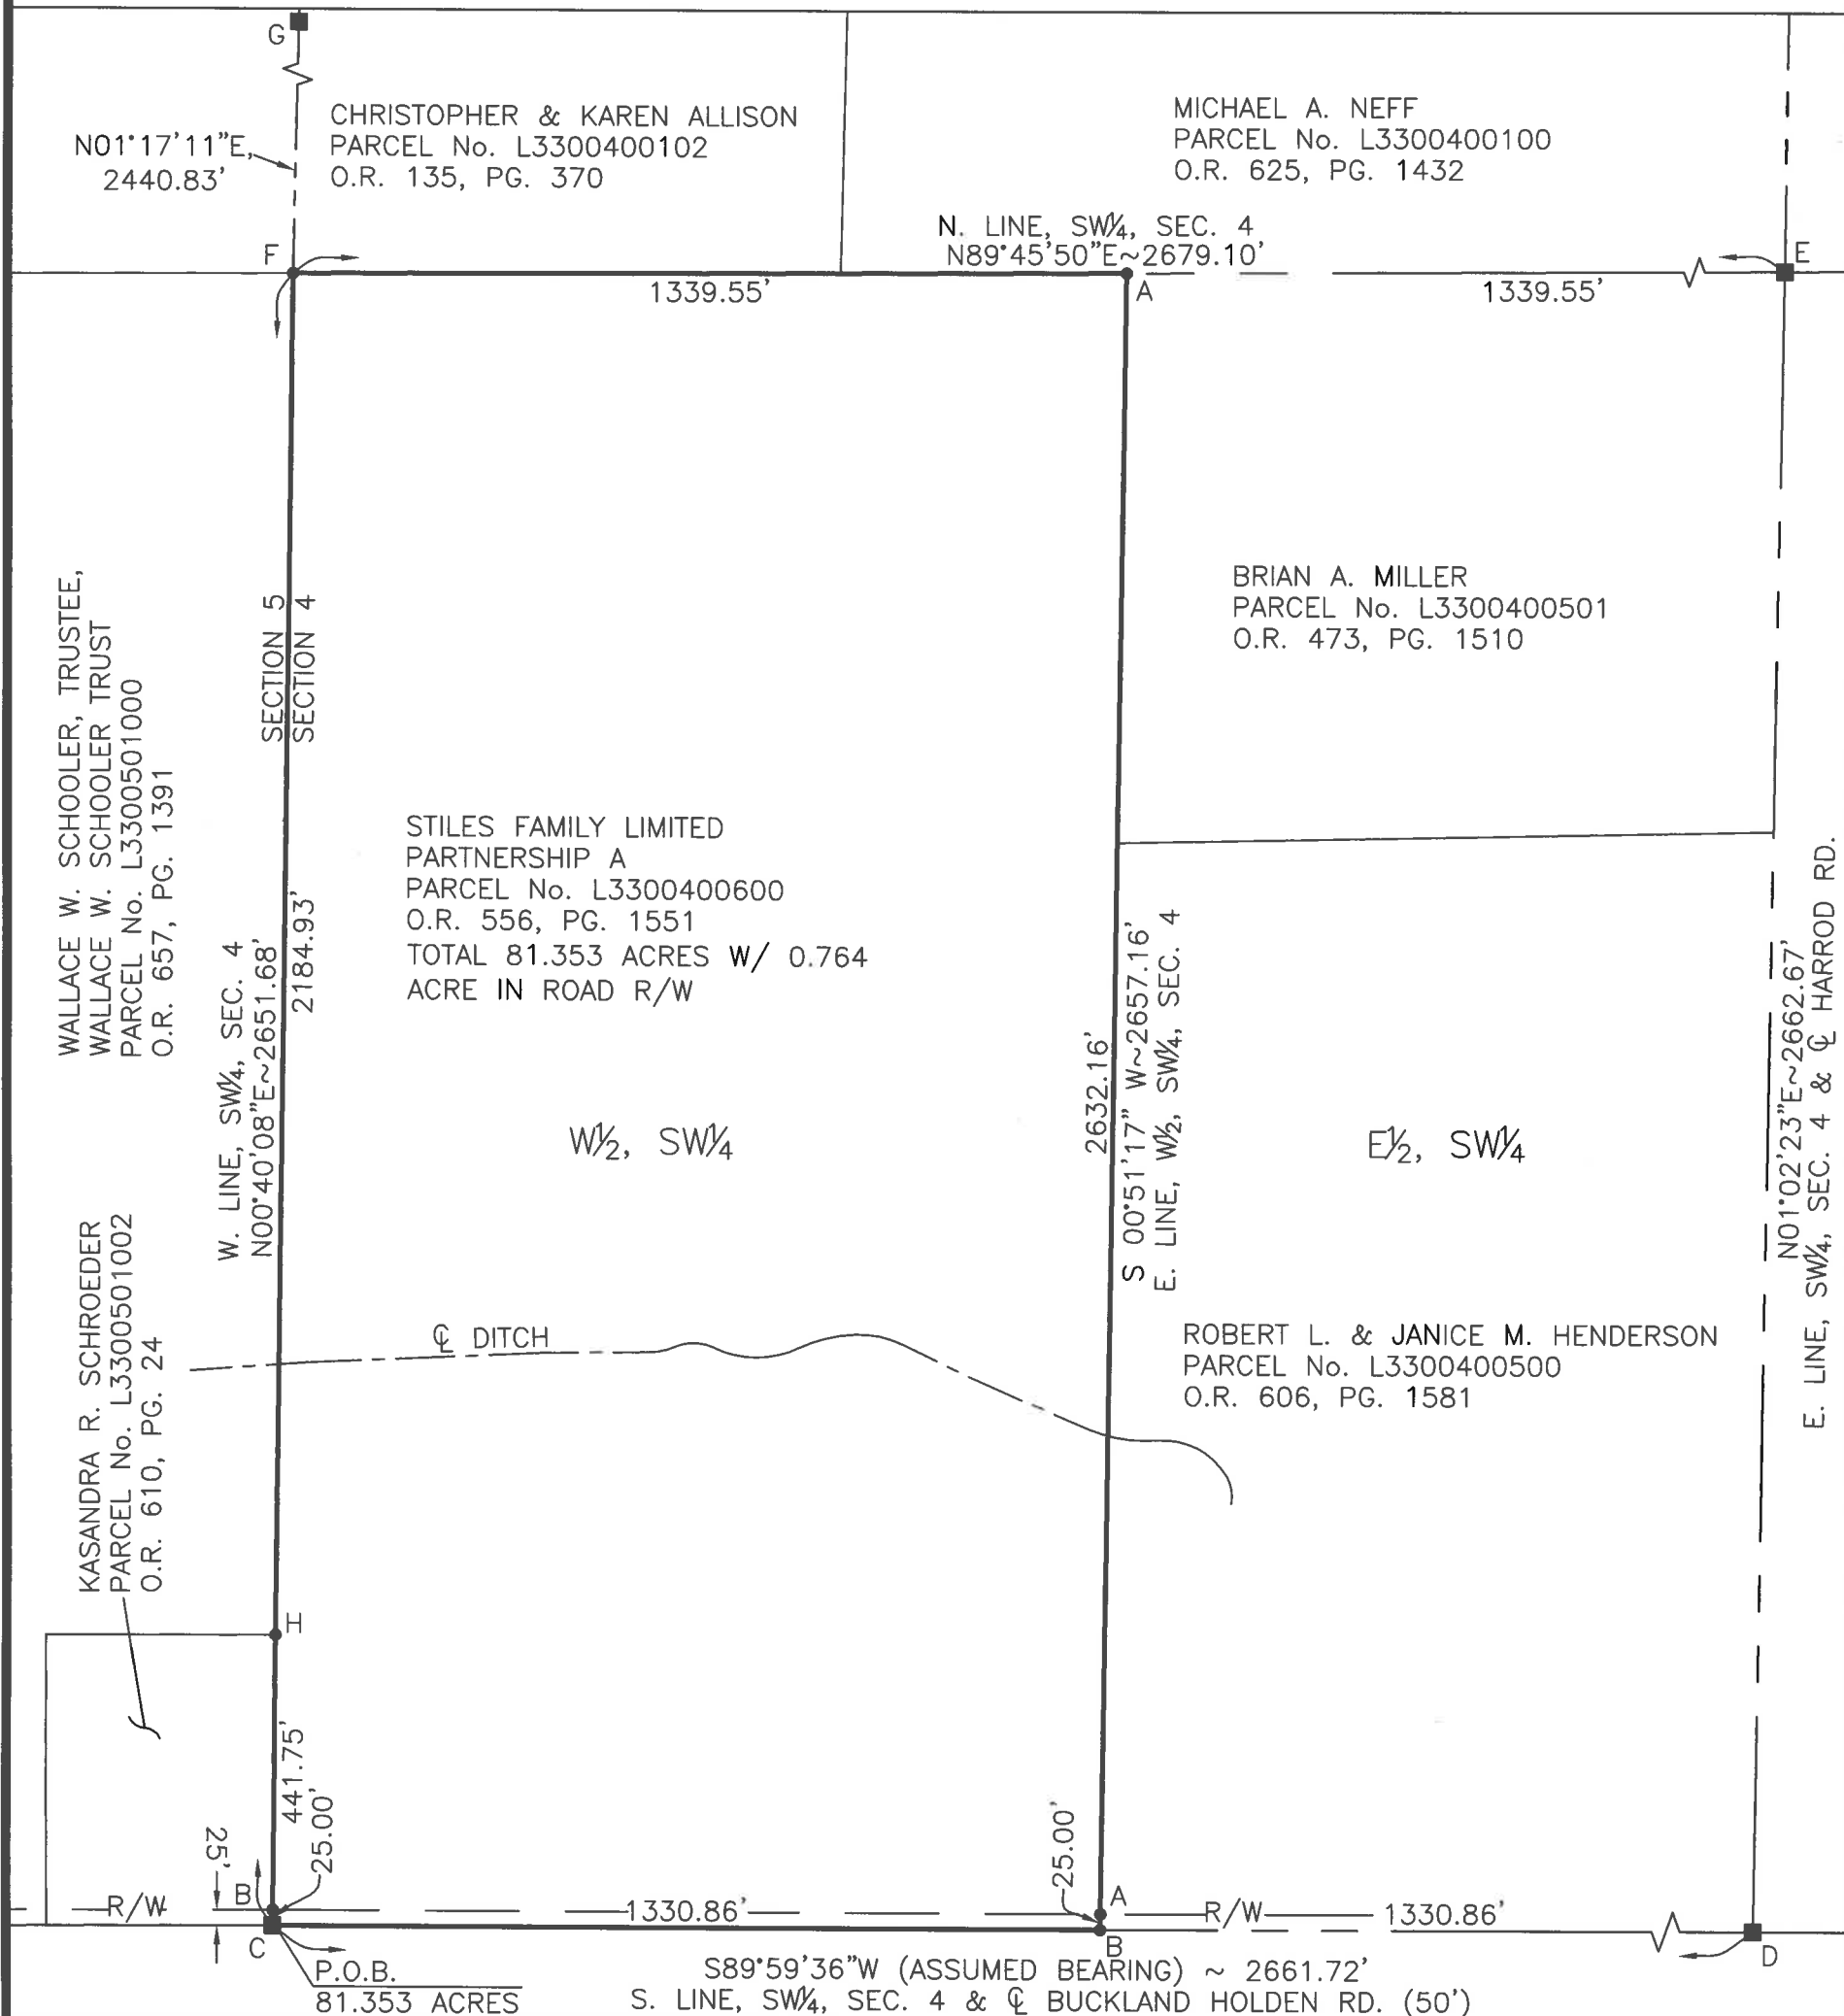 G
CHRISTOPHER & KAREN ALLISON
PARCEL No. L3300400102
O.R. 135, PG. 370
N01°17'11"E,
2440.83'
MICHAEL A. NEFF
PARCEL No. L3300400100
O.R. 625, PG. 1432
N. LINE, SW¼, SEC. 4
N89°45'50"E~2679.10'
F
E
1339.55'
A
1339.55'
BRIAN A. MILLER
PARCEL No. L3300400501
O.R. 473, PG. 1510
WALLACE W. SCHOOLER, TRUSTEE,
WALLACE W. SCHOOLER TRUST
PARCEL No. L3300501000
O.R. 657, PG. 1391
SECTION 5
SECTION 4
STILES FAMILY LIMITED
PARTNERSHIP A
PARCEL No. L3300400600
O.R. 556, PG. 1551
TOTAL 81.353 ACRES W/ 0.764
ACRE IN ROAD R/W
W. LINE, SW¼, SEC. 4
N00°40'08"E~2651.68'
2184.93'
2632.16'
S 00°51'17" W~2657.16'
E. LINE, W½, SW¼, SEC. 4
N01°02'23"E~2662.67'
E. LINE, SW¼, SEC. 4 & ℄ HARROD RD.
W½, SW¼
E½, SW¼
℄ DITCH
ROBERT L. & JANICE M. HENDERSON
PARCEL No. L3300400500
O.R. 606, PG. 1581
KASANDRA R. SCHROEDER
PARCEL No. L3300501002
O.R. 610, PG. 24
H
441.75'
25.00'
25'
25.00'
R/W
B
1330.86'
A
R/W
1330.86'
C
B
D
P.O.B.
81.353 ACRES
S89°59'36"W (ASSUMED BEARING) ~ 2661.72'
S. LINE, SW¼, SEC. 4 & ℄ BUCKLAND HOLDEN RD. (50')